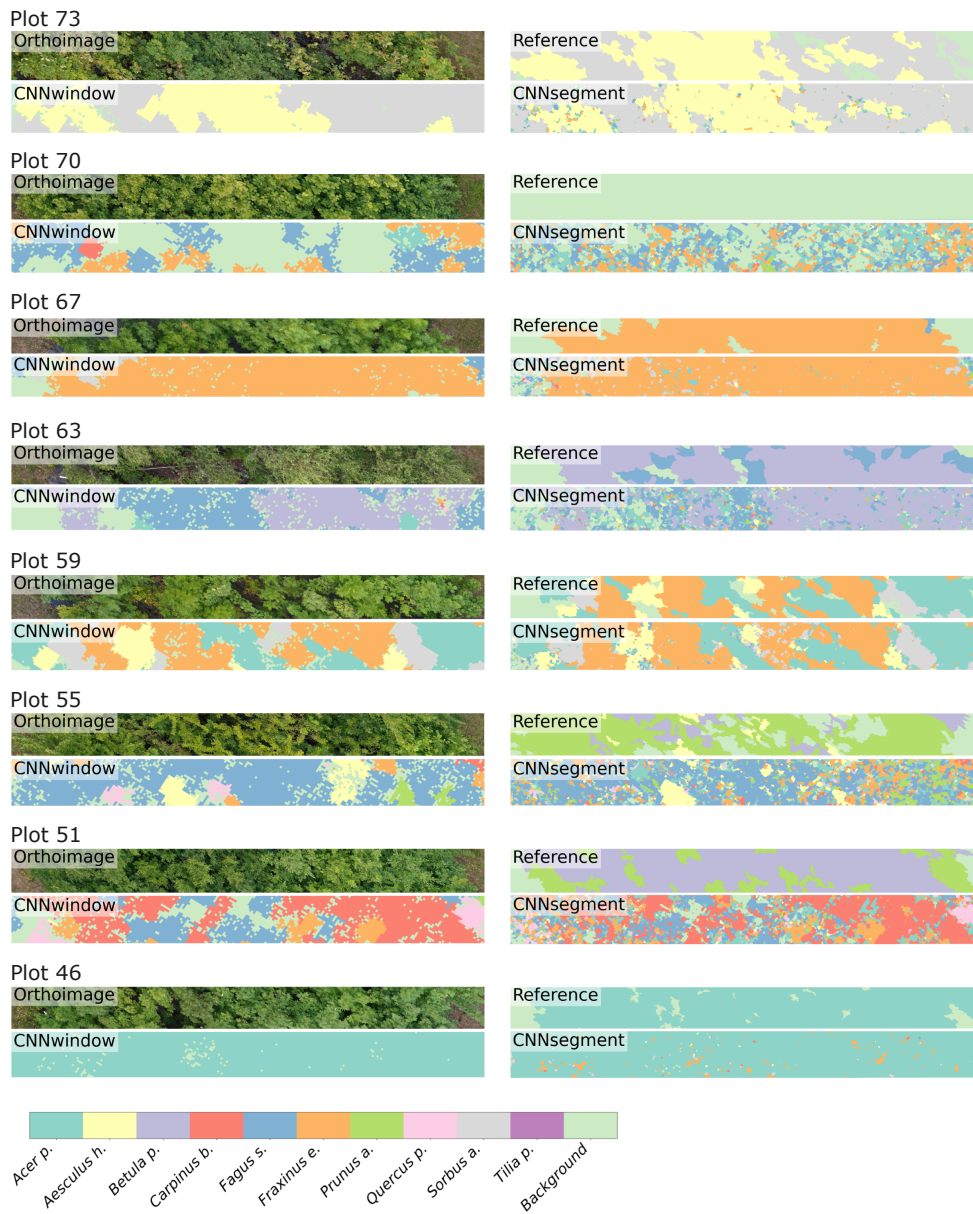 Plot 73
Orthoimage
Reference
CNNwindow
CNNsegment
Plot 70
Orthoimage
Reference
CNNwindow
CNNsegment
Plot 67
Orthoimage
Reference
CNNwindow
CNNsegment
Plot 63
Orthoimage
Reference
CNNwindow
CNNsegment
Plot 59
Orthoimage
Reference
CNNwindow
CNNsegment
Plot 55
Orthoimage
Reference
CNNwindow
CNNsegment
Plot 51
Orthoimage
Reference
CNNwindow
CNNsegment
Plot 46
Orthoimage
Reference
CNNwindow
CNNsegment
Acer p.
Aesculus h.
Betula p.
Carpinus b.
Fagus s.
Fraxinus e.
Prunus a.
Quercus p.
Sorbus a.
Tilia p.
Background